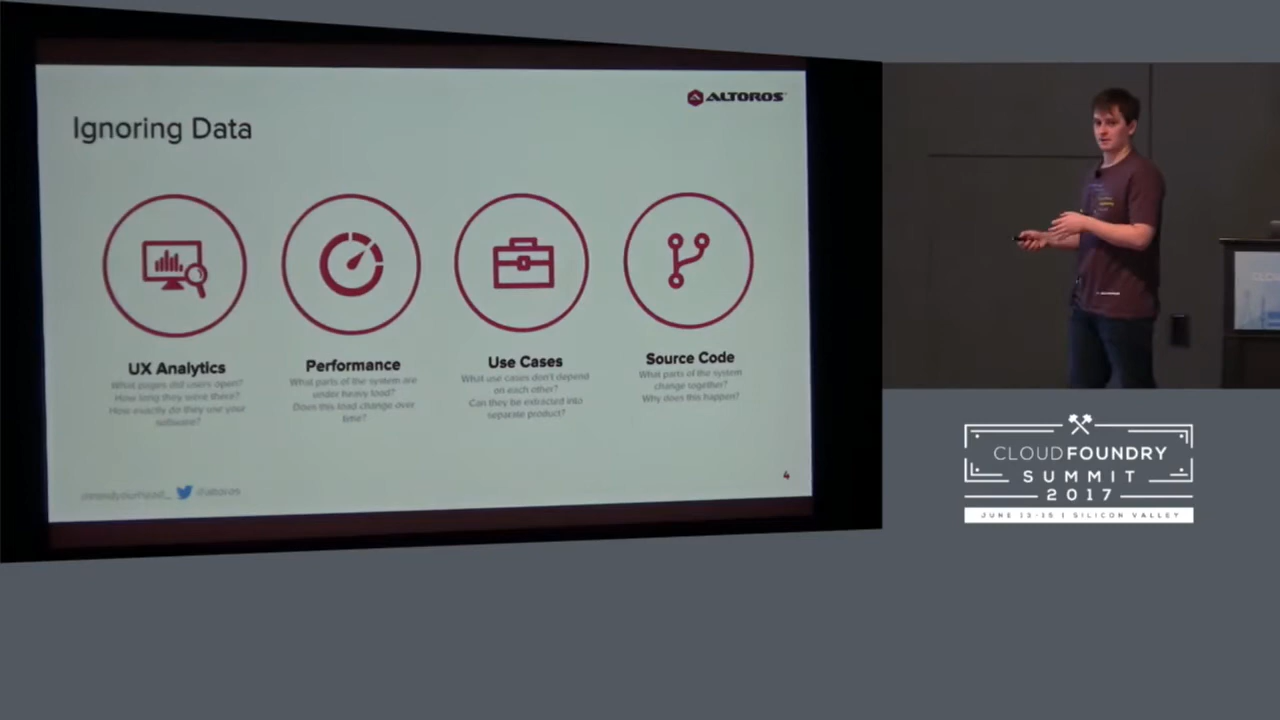 ALTOROS
Ignoring Data
UX Analytics
What pages did users open?
How long they were there?
How exactly do they use your
software?
Performance
What parts of the system are
under heavy load?
Does this load change over
time?
Use Cases
What use cases don't depend
on each other?
Can they be extracted into
separate product?
Source Code
What parts of the system
change together?
Why does this happen?
@altoros
4
CLOUD FOUNDRY
SUMMIT
2017
JUNE 13-15 | SILICON VALLEY